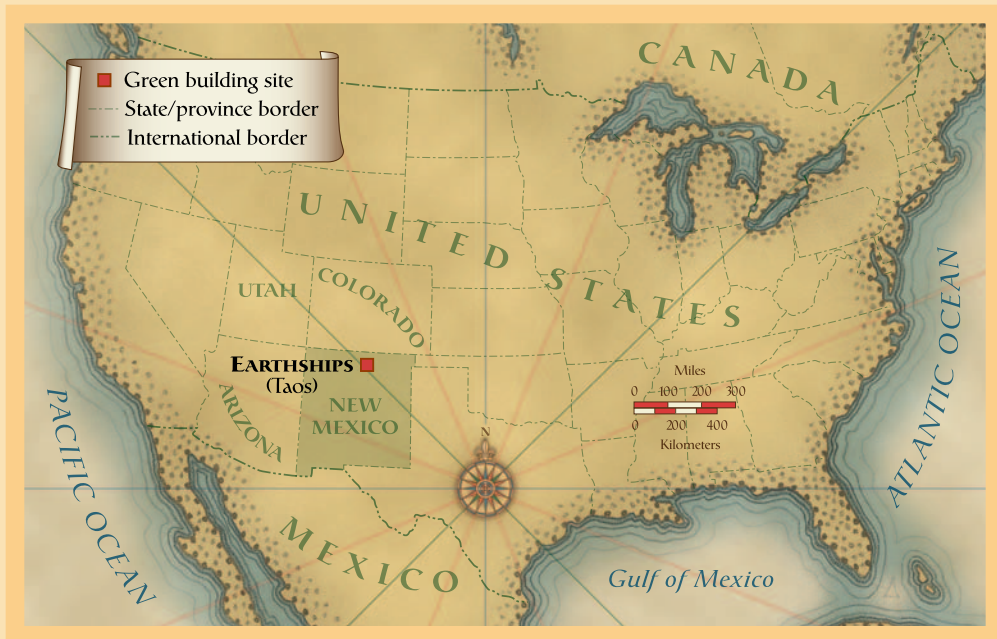 Green building site
State/province border
International border
CANADA
UNITED STATES
UTAH
COLORADO
EARTHSHIPS
(Taos)
ARIZONA
NEW
MEXICO
Miles
0 100 200 300
0 200 400
Kilometers
N
PACIFIC OCEAN
ATLANTIC OCEAN
MEXICO
Gulf of Mexico